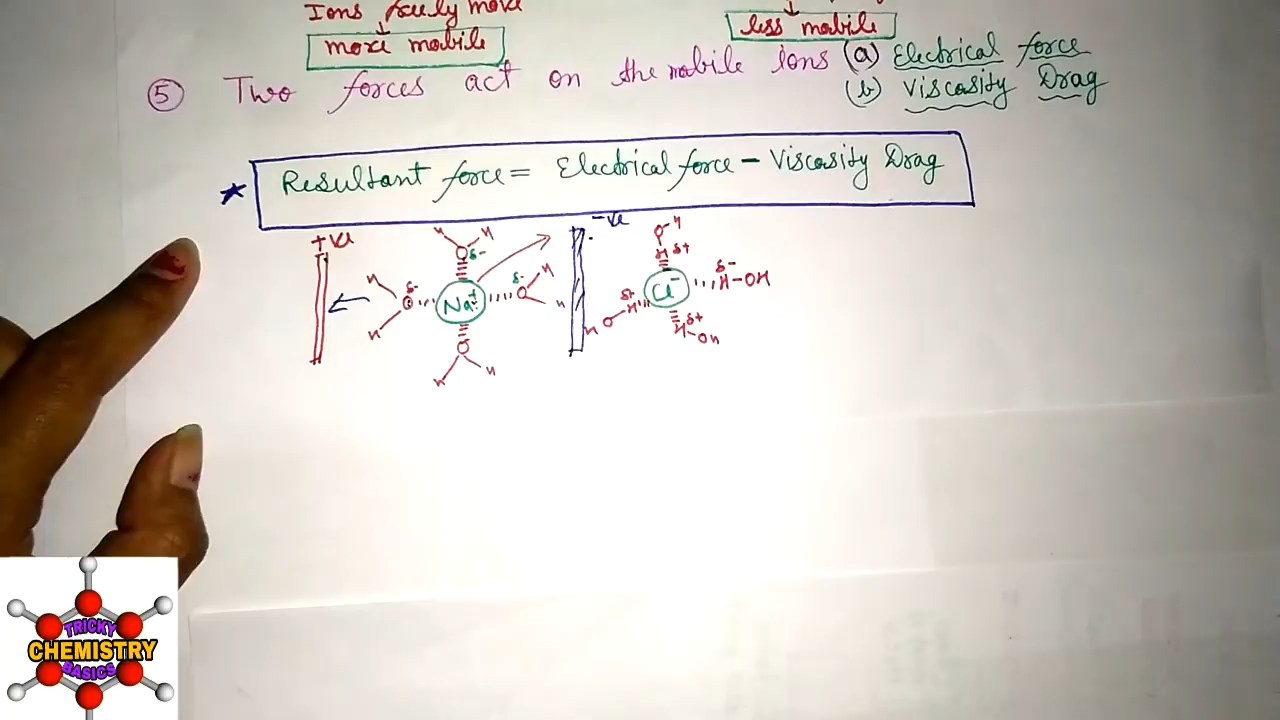 Ions freely move
more mobile
less mobile
⑤ Two forces act on the mobile ions (a) Electrical force
(b) Viscosity Drag
★ Resultant force = Electrical force - Viscosity Drag
+ve
-ve
H H
O δ-
H δ- O H
Na+
δ- O H H
O
H H
O-H
H δ+
Cl-
δ- H-OH
δ+ H O H
δ+ H-OH
TRICKY
CHEMISTRY
BASICS